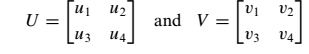 U = [u₁ u₂ u₃ u₄] and V = [v₁ v₂ v₃ v₄]